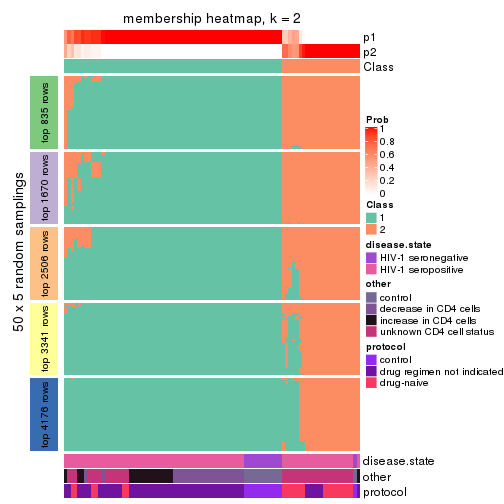 membership heatmap, k = 2
p1
p2
Class
50 x 5 random samplings
top 835 rows
top 1670 rows
top 2506 rows
top 3341 rows
top 4176 rows
Prob
1
0.8
0.6
0.4
0.2
0
Class
1
2
disease.state
HIV-1 seronegative
HIV-1 seropositive
other
control
decrease in CD4 cells
increase in CD4 cells
unknown CD4 cell status
protocol
control
drug regimen not indicated
drug-naive
disease.state
other
protocol